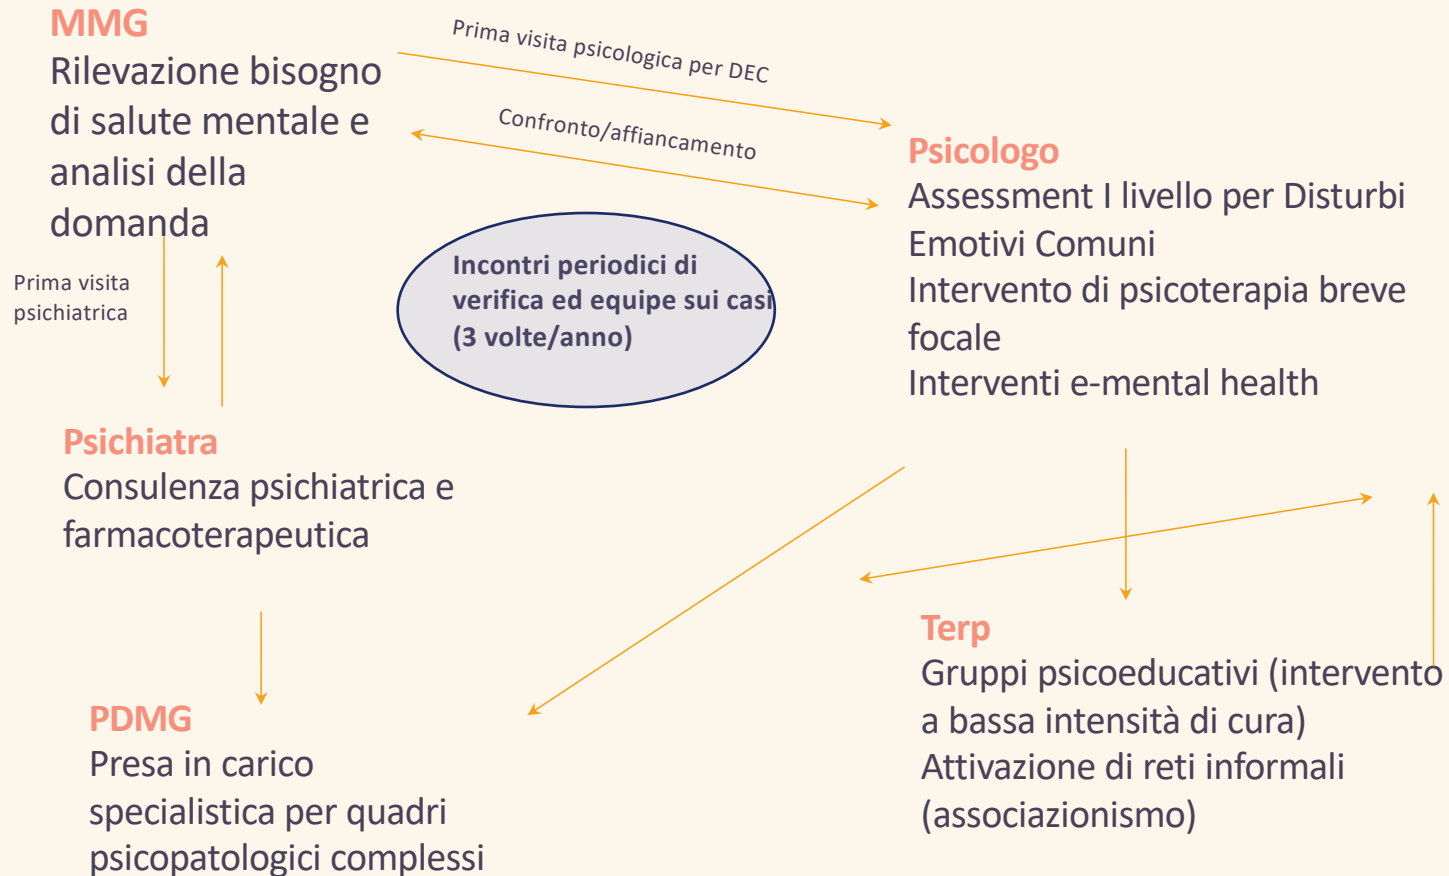 MMG
Rilevazione bisogno
di salute mentale e
analisi della
domanda
Prima visita psicologica per DEC
Confronto/affiancamento
Psicologo
Assessment I livello per Disturbi
Emotivi Comuni
Intervento di psicoterapia breve
focale
Interventi e-mental health
Prima visita
psichiatrica
Incontri periodici di
verifica ed equipe sui casi
(3 volte/anno)
Psichiatra
Consulenza psichiatrica e
farmacoterapeutica
Terp
Gruppi psicoeducativi (intervento
a bassa intensità di cura)
Attivazione di reti informali
(associazionismo)
PDMG
Presa in carico
specialistica per quadri
psicopatologici complessi